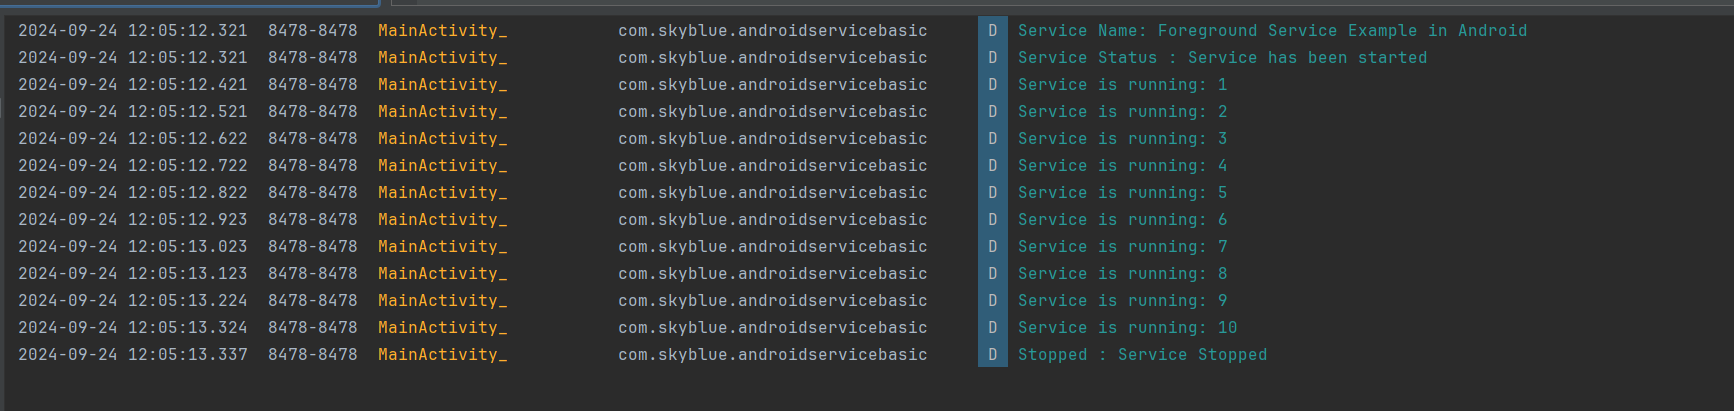 2024-09-24 12:05:12.321 8478-8478 MainActivity_ com.skyblue.androidservicebasic D Service Name: Foreground Service Example in Android
2024-09-24 12:05:12.321 8478-8478 MainActivity_ com.skyblue.androidservicebasic D Service Status : Service has been started
2024-09-24 12:05:12.421 8478-8478 MainActivity_ com.skyblue.androidservicebasic D Service is running: 1
2024-09-24 12:05:12.521 8478-8478 MainActivity_ com.skyblue.androidservicebasic D Service is running: 2
2024-09-24 12:05:12.622 8478-8478 MainActivity_ com.skyblue.androidservicebasic D Service is running: 3
2024-09-24 12:05:12.722 8478-8478 MainActivity_ com.skyblue.androidservicebasic D Service is running: 4
2024-09-24 12:05:12.822 8478-8478 MainActivity_ com.skyblue.androidservicebasic D Service is running: 5
2024-09-24 12:05:12.923 8478-8478 MainActivity_ com.skyblue.androidservicebasic D Service is running: 6
2024-09-24 12:05:13.023 8478-8478 MainActivity_ com.skyblue.androidservicebasic D Service is running: 7
2024-09-24 12:05:13.123 8478-8478 MainActivity_ com.skyblue.androidservicebasic D Service is running: 8
2024-09-24 12:05:13.224 8478-8478 MainActivity_ com.skyblue.androidservicebasic D Service is running: 9
2024-09-24 12:05:13.324 8478-8478 MainActivity_ com.skyblue.androidservicebasic D Service is running: 10
2024-09-24 12:05:13.337 8478-8478 MainActivity_ com.skyblue.androidservicebasic D Stopped : Service Stopped